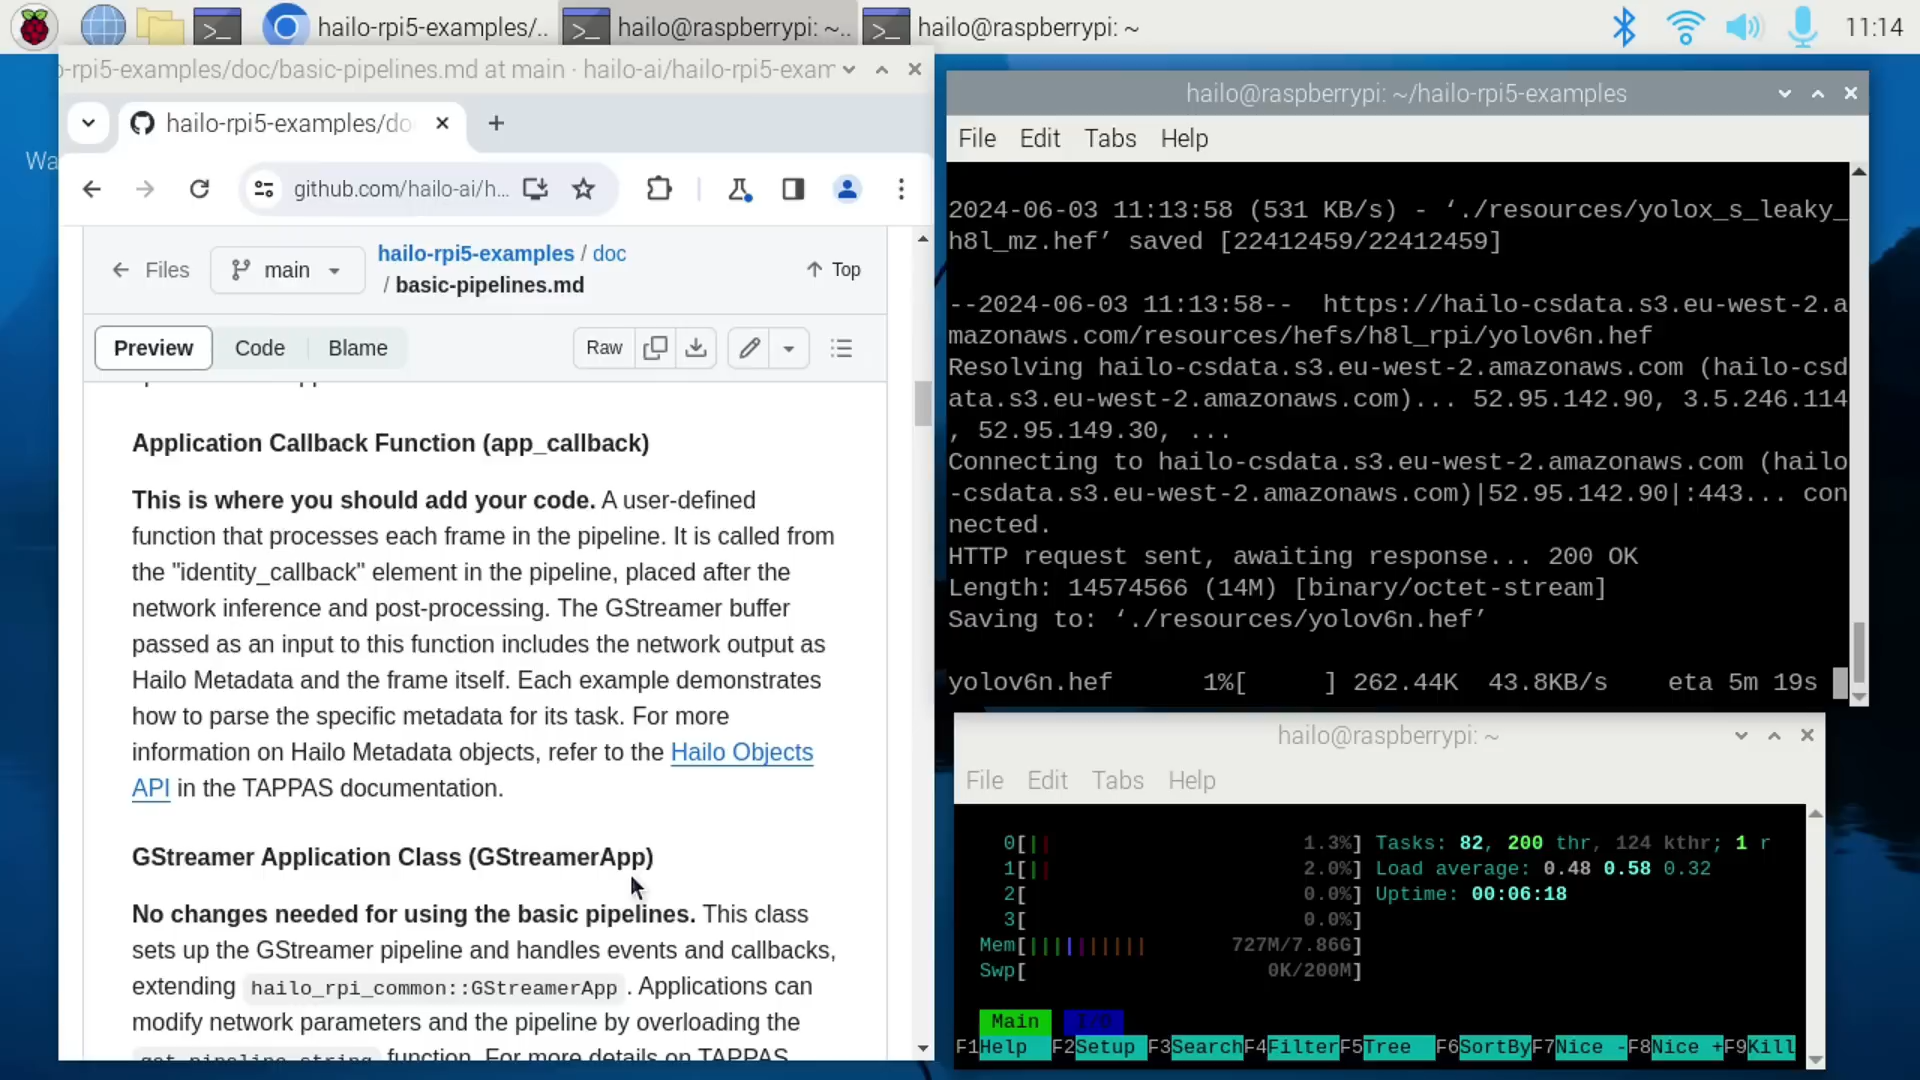 hailo-rpi5-examples/...
hailo@raspberrypi: ~...
hailo@raspberrypi: ~
11:14
Wa
o-rpi5-examples/doc/basic-pipelines.md at main · hailo-ai/hailo-rpi5-exam
hailo-rpi5-examples/do
github.com/hailo-ai/h...
Files
main
hailo-rpi5-examples / doc
/ basic-pipelines.md
Top
Preview
Code
Blame
Raw
Application Callback Function (app_callback)
This is where you should add your code. A user-defined
function that processes each frame in the pipeline. It is called from
the "identity_callback" element in the pipeline, placed after the
network inference and post-processing. The GStreamer buffer
passed as an input to this function includes the network output as
Hailo Metadata and the frame itself. Each example demonstrates
how to parse the specific metadata for its task. For more
information on Hailo Metadata objects, refer to the Hailo Objects
API in the TAPPAS documentation.
GStreamer Application Class (GStreamerApp)
No changes needed for using the basic pipelines. This class
sets up the GStreamer pipeline and handles events and callbacks,
extending hailo_rpi_common::GStreamerApp . Applications can
modify network parameters and the pipeline by overloading the
get_pipeline_string function. For more details on TAPPAS
hailo@raspberrypi: ~/hailo-rpi5-examples
File Edit Tabs Help
2024-06-03 11:13:58 (531 KB/s) - ‘./resources/yolox_s_leaky_
h8l_mz.hef’ saved [22412459/22412459]
--2024-06-03 11:13:58-- https://hailo-csdata.s3.eu-west-2.a
mazonaws.com/resources/hefs/h8l_rpi/yolov6n.hef
Resolving hailo-csdata.s3.eu-west-2.amazonaws.com (hailo-csd
ata.s3.eu-west-2.amazonaws.com)... 52.95.142.90, 3.5.246.114
, 52.95.149.30, ...
Connecting to hailo-csdata.s3.eu-west-2.amazonaws.com (hailo
-csdata.s3.eu-west-2.amazonaws.com)|52.95.142.90|:443... con
nected.
HTTP request sent, awaiting response... 200 OK
Length: 14574566 (14M) [binary/octet-stream]
Saving to: ‘./resources/yolov6n.hef’
yolov6n.hef 1%[ ] 262.44K 43.8KB/s eta 5m 19s
hailo@raspberrypi: ~
File Edit Tabs Help
0[|| 1.3%] Tasks: 82, 200 thr, 124 kthr; 1 r
1[|| 2.0%] Load average: 0.48 0.58 0.32
2[ 0.0%] Uptime: 00:06:18
3[ 0.0%]
Mem[|||||||||| 727M/7.86G]
Swp[ 0K/200M]
Main I/O
F1Help F2Setup F3SearchF4FilterF5Tree F6SortByF7Nice -F8Nice +F9Kill